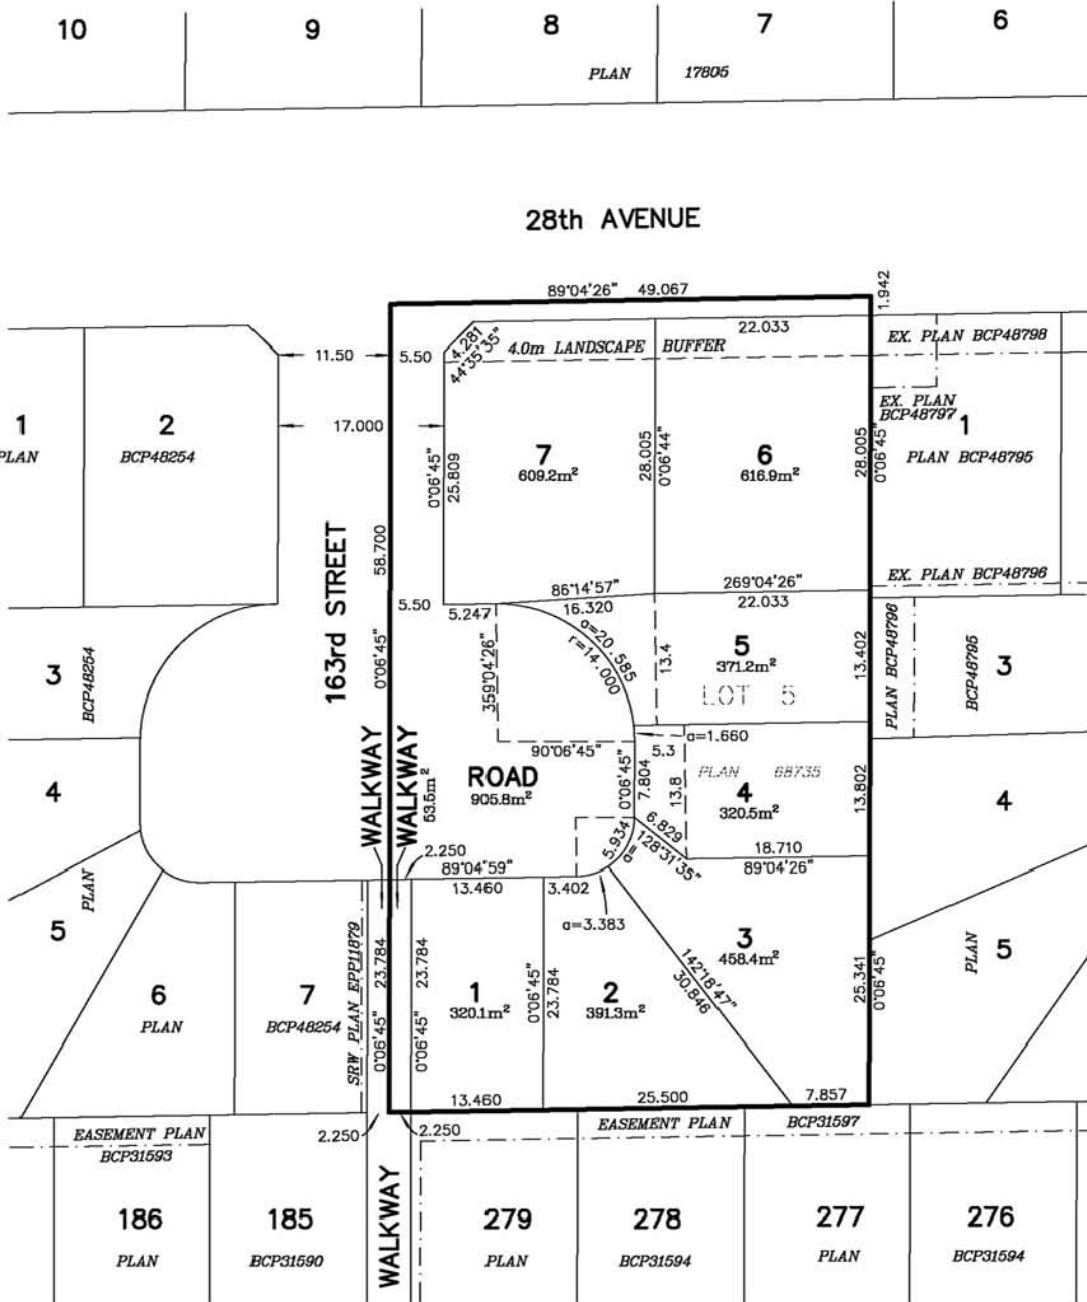 10
9
8
7
6
PLAN 17805
28th AVENUE
89°04'26" 49.067
1.942
11.50
5.50
4.281
44°35'35"
22.033
4.0m LANDSCAPE BUFFER
EX. PLAN BCP48798
EX. PLAN
BCP48797
1
PLAN
2
BCP48254
17.000
0°06'45"
25.809
7
609.2m²
28.005
0°06'44"
6
616.9m²
28.005
0°06'45"
1
PLAN BCP48795
163rd STREET
58.700
0°06'45"
86°14'57"
16.320
269°04'26"
22.033
EX. PLAN BCP48796
5.50
5.247
359°04'26"
a=20.585
r=14.000
13.4
5
371.2m²
LOT 5
13.402
PLAN BCP48796
BCP48795
3
3
BCP48254
a=1.660
90°06'45"
5.3
WALKWAY
WALKWAY
53.5m²
ROAD
905.8m²
0°06'45"
7.804
13.8
PLAN 68735
4
320.5m²
13.802
4
4
6.829
128°31'35"
18.710
89°04'26"
5.934
a=
2.250
89°04'59"
13.460
3.402
a=3.383
PLAN
5
6
PLAN
7
BCP48254
SRW PLAN EPP11879
23.784
0°06'45"
23.784
0°06'45"
1
320.1m²
0°06'45"
23.784
2
391.3m²
142°18'47"
30.846
3
458.4m²
25.341
0°06'45"
PLAN
5
13.460
25.500
7.857
EASEMENT PLAN
BCP31593
2.250
2.250
EASEMENT PLAN
BCP31597
186
PLAN
185
BCP31590
WALKWAY
279
PLAN
278
BCP31594
277
PLAN
276
BCP31594